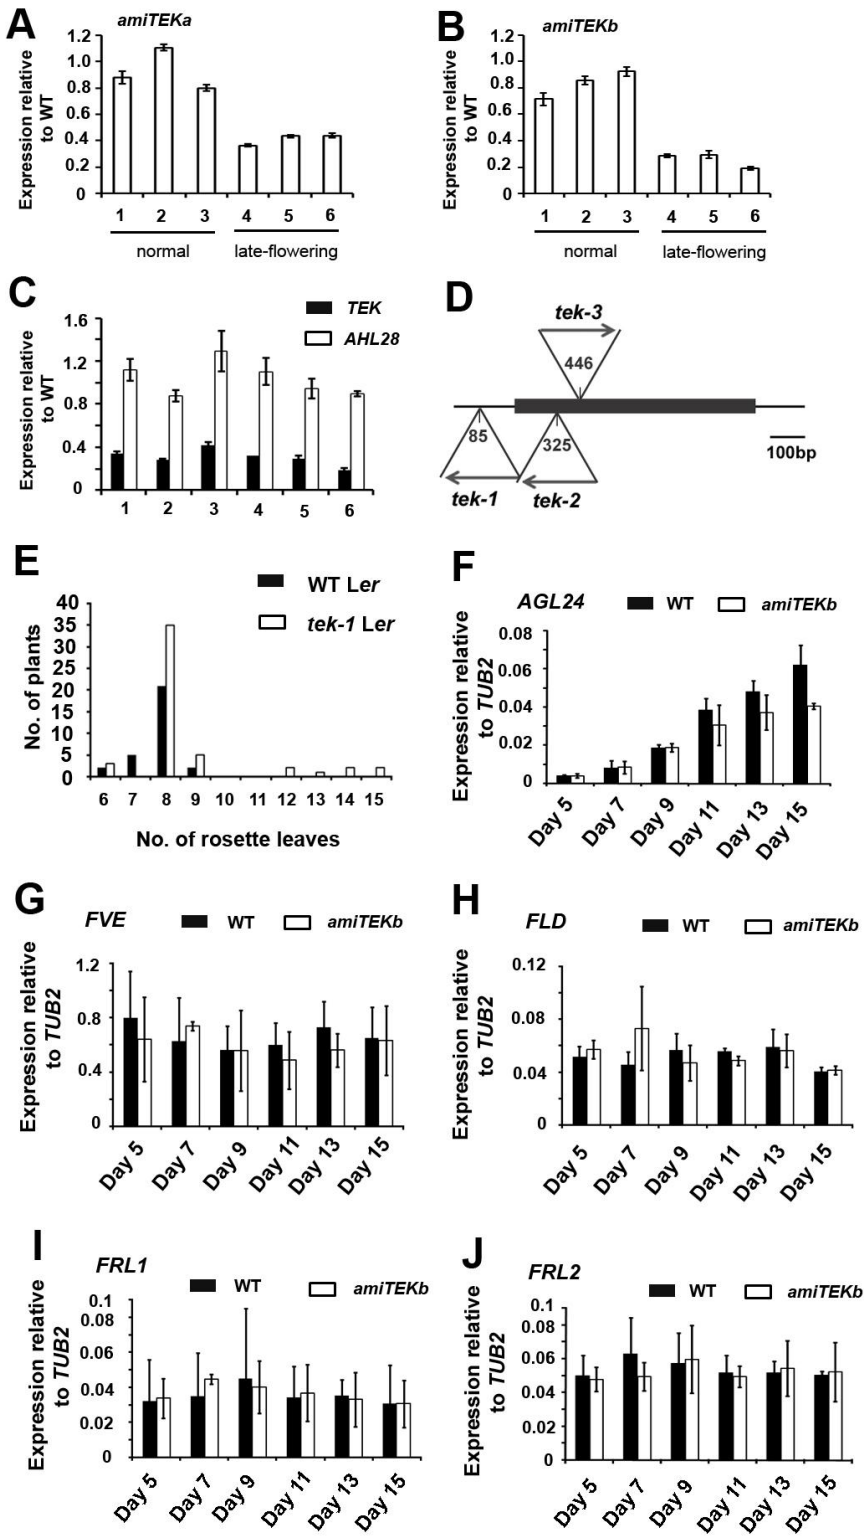 A
amiTEKa
Expression relative
to WT
1.2
1.0
0.8
0.6
0.4
0.2
0
1 2 3 4 5 6
normal late-flowering
B
amiTEKb
Expression relative
to WT
1.2
1.0
0.8
0.6
0.4
0.2
0
1 2 3 4 5 6
normal late-flowering
C
TEK
AHL28
Expression relative
to WT
1.6
1.2
0.8
0.4
0
1 2 3 4 5 6
D
tek-3
446
85
325
100bp
tek-1 tek-2
E
WT Ler
tek-1 Ler
No. of plants
40
35
30
25
20
15
10
5
0
6 7 8 9 10 11 12 13 14 15
No. of rosette leaves
F
AGL24 WT amiTEKb
Expression relative
to TUB2
0.08
0.06
0.04
0.02
0
Day 5 Day 7 Day 9 Day 11 Day 13 Day 15
G
FVE WT amiTEKb
Expression relative
to TUB2
1.2
0.8
0.4
0
Day 5 Day 7 Day 9 Day 11 Day 13 Day 15
H
FLD WT amiTEKb
Expression relative
to TUB2
0.12
0.08
0.04
0
Day 5 Day 7 Day 9 Day 11 Day 13 Day 15
I
FRL1
WT amiTEKb
Expression relative
to TUB2
0.1
0.08
0.06
0.04
0.02
0
Day 5 Day 7 Day 9 Day 11 Day 13 Day 15
J
FRL2
WT amiTEKb
Expression relative
to TUB2
0.1
0.08
0.06
0.04
0.02
0
Day 5 Day 7 Day 9 Day 11 Day 13 Day 15